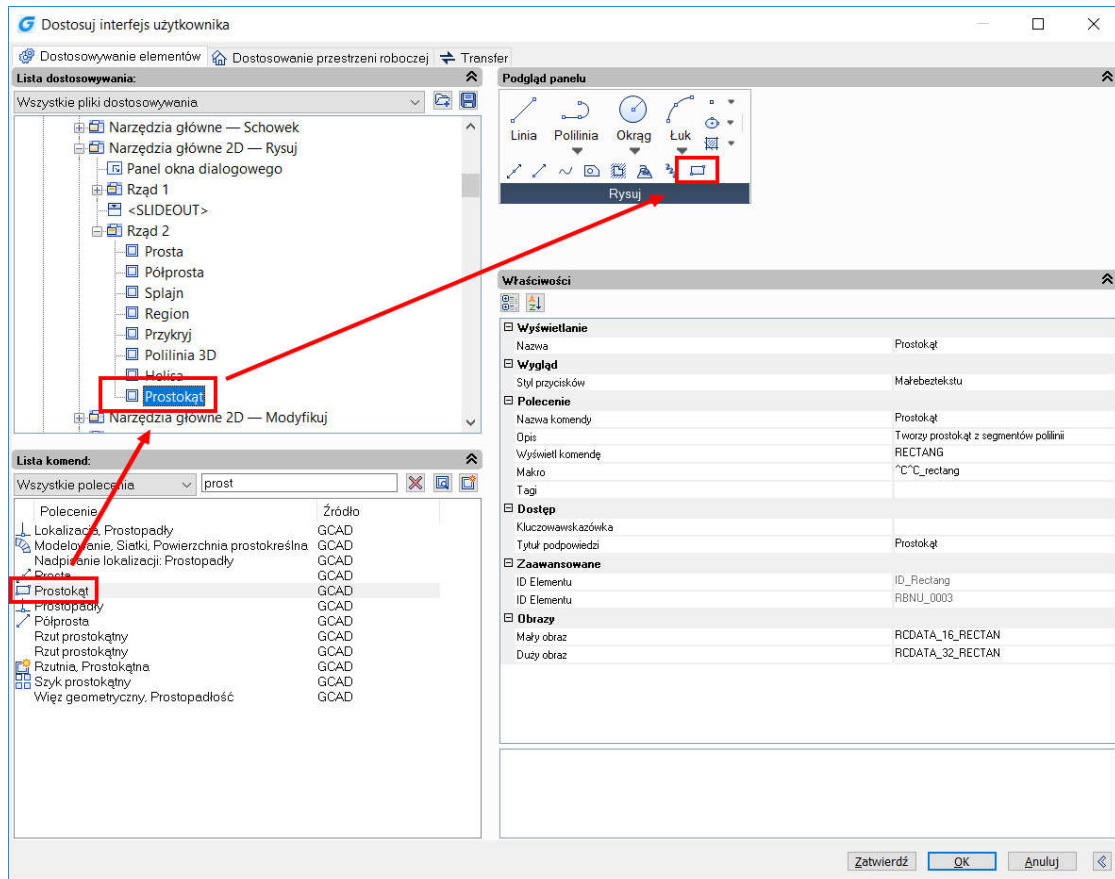 Dostosuj interfejs użytkownika
Dostosowywanie elementów
Dostosowanie przestrzeni roboczej
Transfer
Lista dostosowywania:
Wszystkie pliki dostosowywania
Narzędzia główne — Schowek
Narzędzia główne 2D — Rysuj
Panel okna dialogowego
Rząd 1
<SLIDEOUT>
Rząd 2
Prosta
Półprosta
Splajn
Region
Przykryj
Polilinia 3D
Helisa
Prostokąt
Narzędzia główne 2D — Modyfikuj
Lista komend:
Wszystkie polecenia
prost
Polecenie Źródło
Lokalizacja, Prostopadły GCAD
Modelowanie, Siatki, Powierzchnia prostokreślna GCAD
Nadpisanie lokalizacji: Prostopadły GCAD
Prosta GCAD
Prostokąt GCAD
Prostopadły GCAD
Półprosta GCAD
Rzut prostokątny GCAD
Rzut prostokątny GCAD
Rzutnia, Prostokątna GCAD
Szyk prostokątny GCAD
Więz geometryczny, Prostopadłość GCAD
Podgląd panelu
Linia Polilinia Okrąg Łuk
Rysuj
Właściwości
Wyświetlanie
Nazwa Prostokąt
Wygląd
Styl przycisków Małebeztekstu
Polecenie
Nazwa komendy Prostokąt
Opis Tworzy prostokąt z segmentów polilinii
Wyświetl komendę RECTANG
Makro ^C^C_rectang
Tagi
Dostęp
Kluczowawskazówka
Tytuł podpowiedzi Prostokąt
Zaawansowane
ID Elementu ID_Rectang
ID Elementu RBNU_0003
Obrazy
Mały obraz RCDATA_16_RECTAN
Duży obraz RCDATA_32_RECTAN
Zatwierdź OK Anuluj